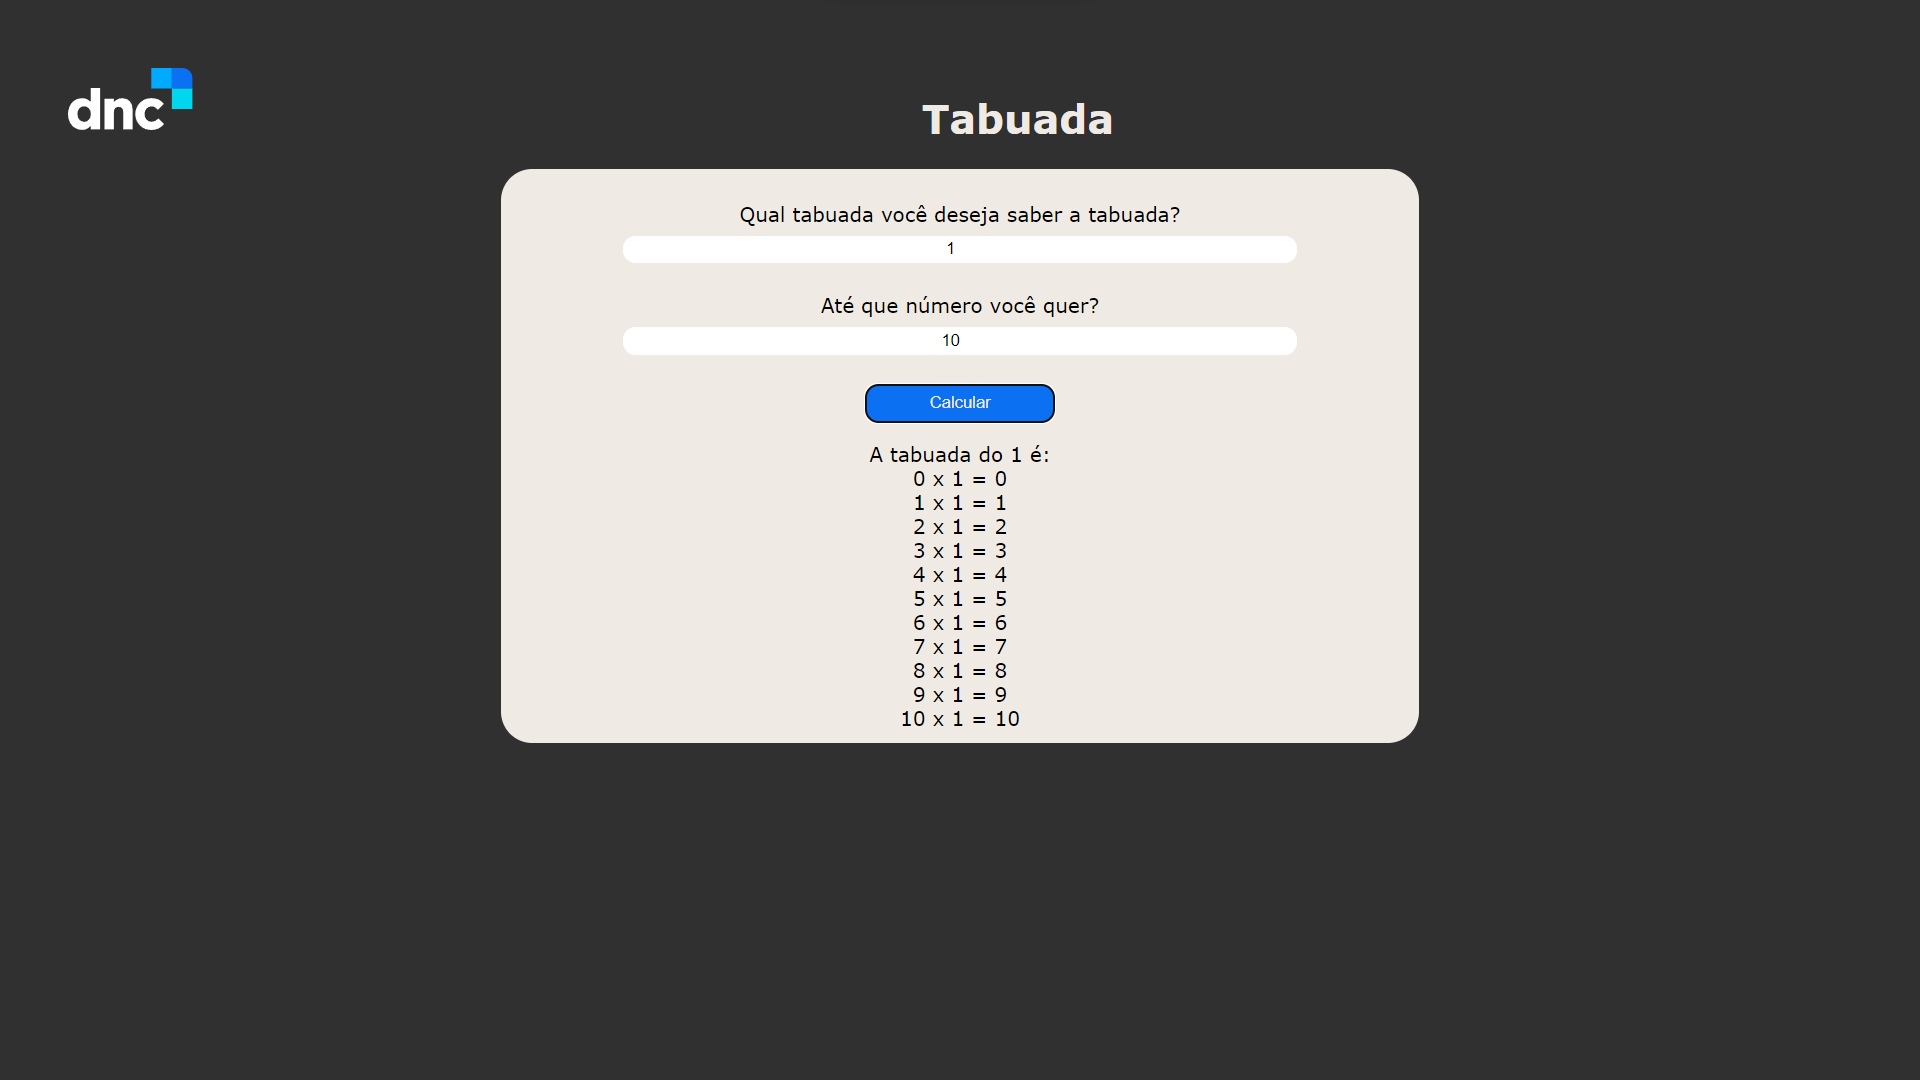 dnc
Tabuada
Qual tabuada você deseja saber a tabuada?
1
Até que número você quer?
10
Calcular
A tabuada do 1 é:
0 x 1 = 0
1 x 1 = 1
2 x 1 = 2
3 x 1 = 3
4 x 1 = 4
5 x 1 = 5
6 x 1 = 6
7 x 1 = 7
8 x 1 = 8
9 x 1 = 9
10 x 1 = 10